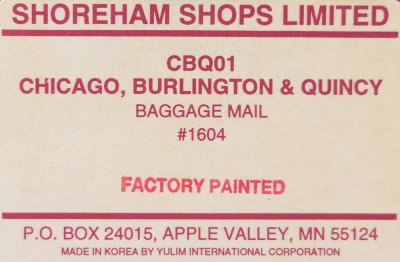 SHOREHAM SHOPS LIMITED
CBQ01
CHICAGO, BURLINGTON & QUINCY
BAGGAGE MAIL
#1604
FACTORY PAINTED
P.O. BOX 24015, APPLE VALLEY, MN 55124
MADE IN KOREA BY YULIM INTERNATIONAL CORPORATION